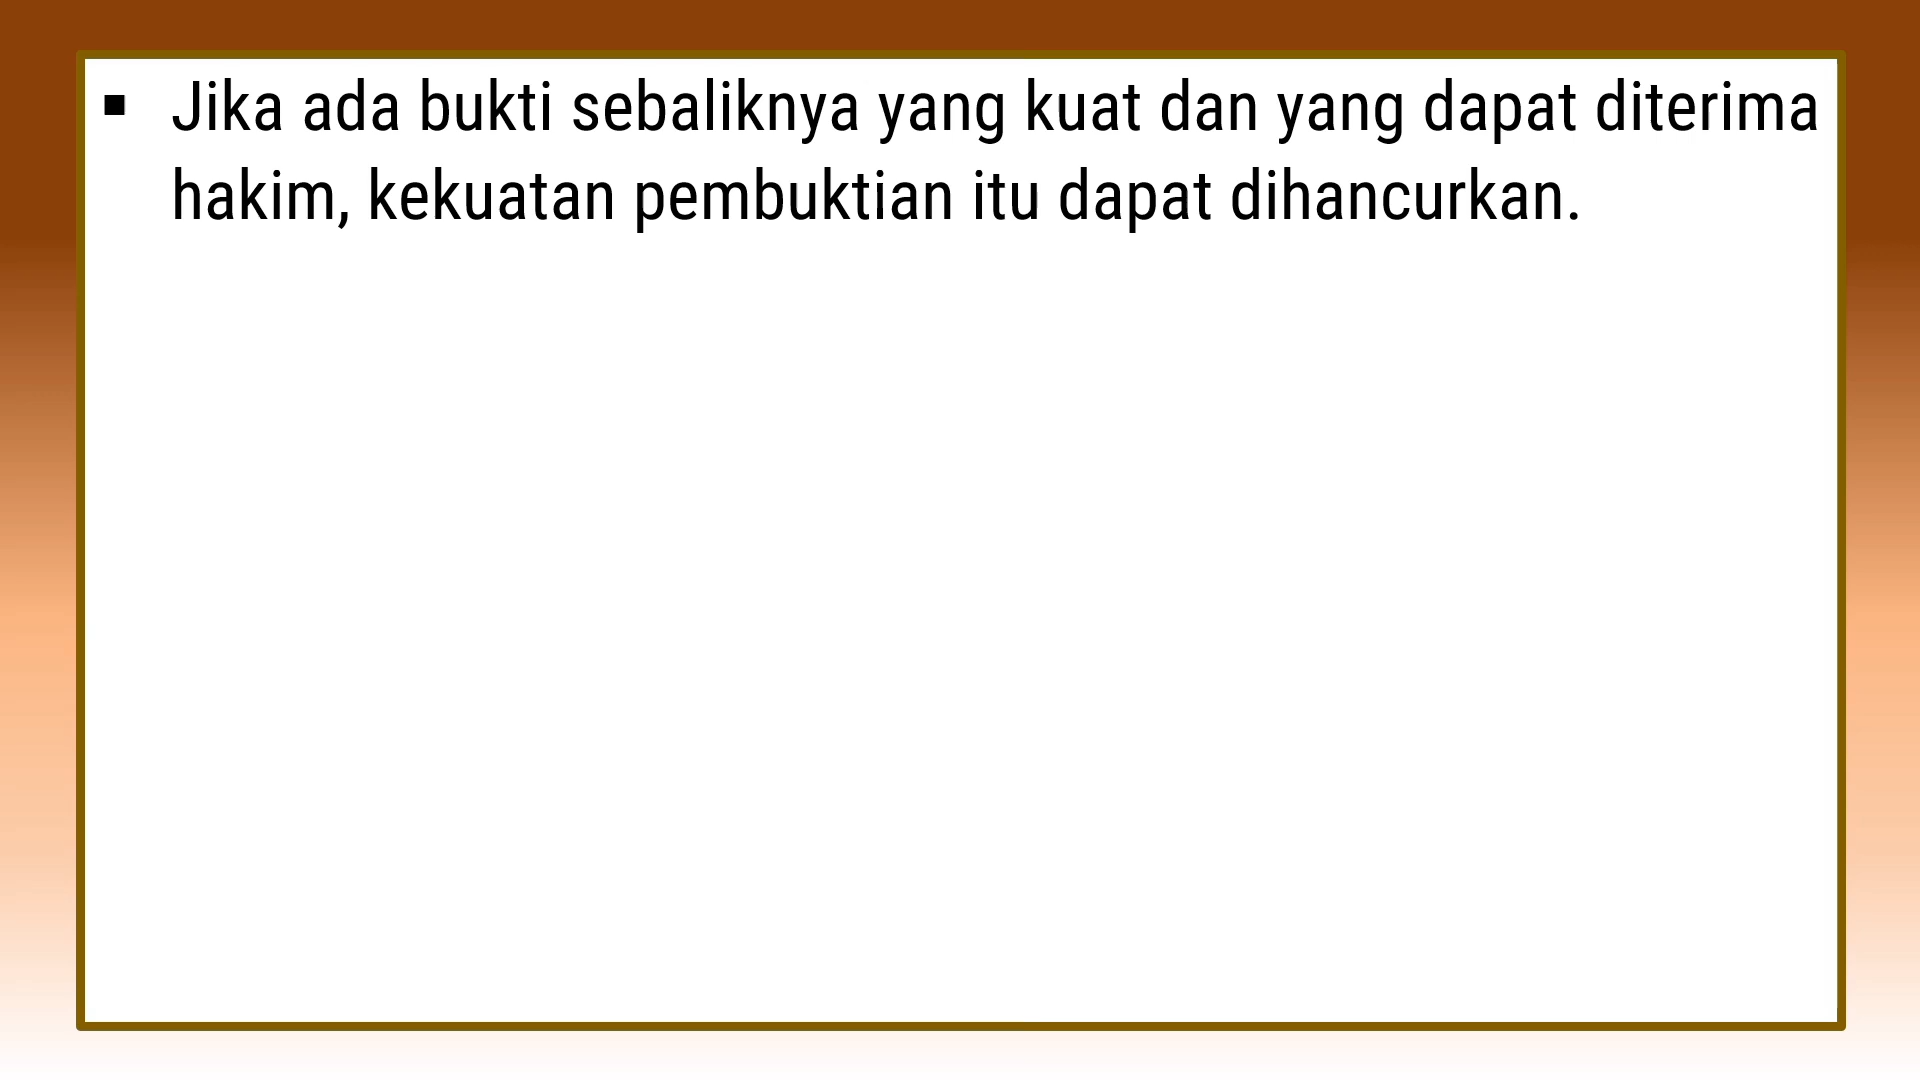 ▪ Jika ada bukti sebaliknya yang kuat dan yang dapat diterima
hakim, kekuatan pembuktian itu dapat dihancurkan.